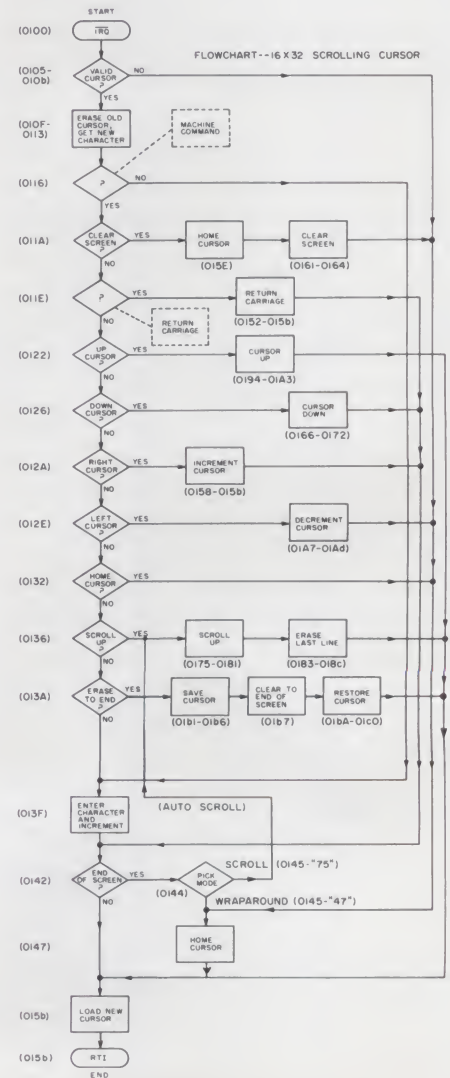 START
(0100)
IRQ
FLOWCHART--16 X 32 SCROLLING CURSOR
(0105-
010b)
VALID
CURSOR
?
NO
YES
(010F-
0113)
ERASE OLD
CURSOR,
GET NEW
CHARACTER
MACHINE
COMMAND
(0116)
?
NO
YES
(011A)
CLEAR
SCREEN
?
YES
HOME
CURSOR
CLEAR
SCREEN
NO
(015E)
(0161-0164)
(011E)
?
YES
RETURN
CARRIAGE
NO
(0152-015b)
RETURN
CARRIAGE
(0122)
UP
CURSOR
?
YES
CURSOR
UP
NO
(0194-01A3)
(0126)
DOWN
CURSOR
?
YES
CURSOR
DOWN
NO
(0166-0172)
(012A)
RIGHT
CURSOR
?
YES
INCREMENT
CURSOR
NO
(0158-015b)
(012E)
LEFT
CURSOR
?
YES
DECREMENT
CURSOR
NO
(01A7-01Ad)
(0132)
HOME
CURSOR
?
YES
NO
(0136)
SCROLL
UP
?
YES
SCROLL
UP
ERASE
LAST LINE
NO
(0175-0181)
(0183-018c)
(013A)
ERASE
TO END
?
YES
SAVE
CURSOR
CLEAR TO
END OF
SCREEN
RESTORE
CURSOR
NO
(01b1-01b6)
(01b7)
(01bA-01c0)
(AUTO SCROLL)
(013F)
ENTER
CHARACTER
AND
INCREMENT
SCROLL (0145-"75")
(0142)
END
OF SCREEN
?
YES
PICK
MODE
(0144)
NO
WRAPAROUND (0145-"47")
(0147)
HOME
CURSOR
(015b)
LOAD NEW
CURSOR
(015b)
RTI
END